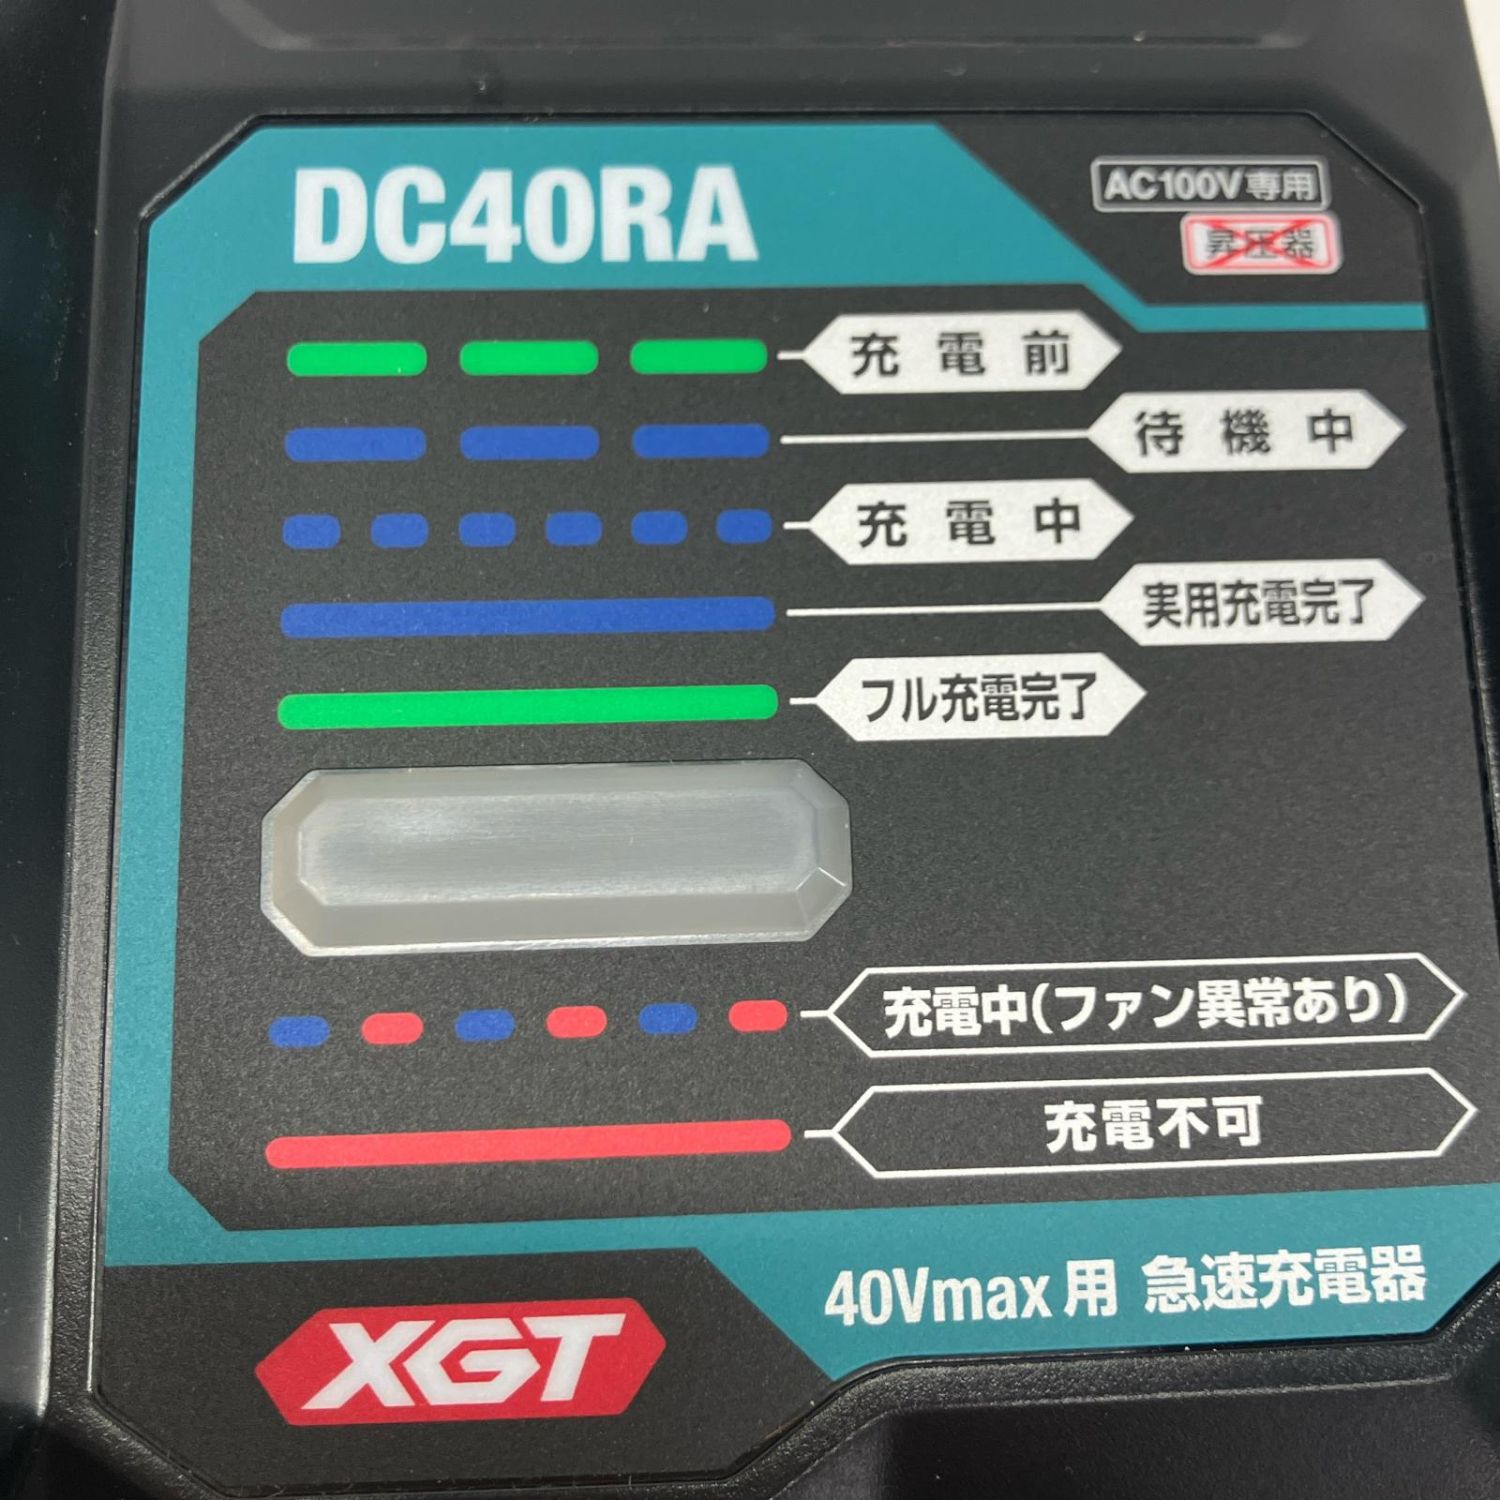 DC40RA
AC100V専用
昇圧器
充電前
待機中
充電中
実用充電完了
フル充電完了
充電中(ファン異常あり)
充電不可
40Vmax用 急速充電器
XGT